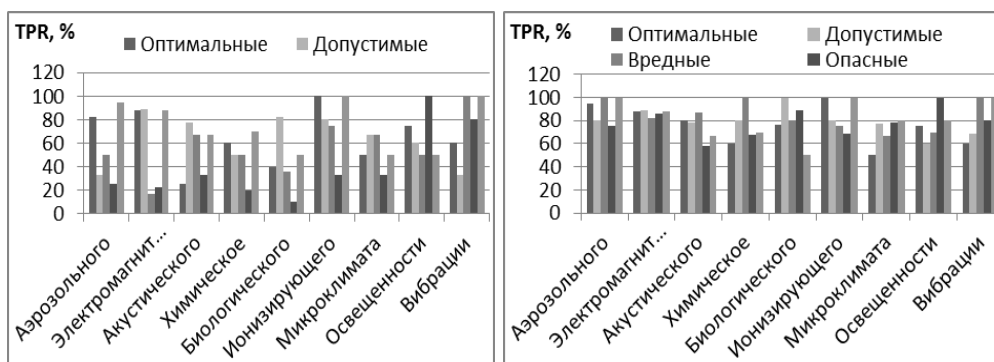 TPR, %
Оптимальные
Допустимые
120
100
80
60
40
20
0
Аэрозольного
Электромагнит...
Акустического
Химическое
Биологического
Ионизирующего
Микроклимата
Освещенности
Вибрации
TPR, %
Оптимальные
Допустимые
Вредные
Опасные
120
100
80
60
40
20
0
Аэрозольного
Электромагнит...
Акустического
Химическое
Биологического
Ионизирующего
Микроклимата
Освещенности
Вибрации